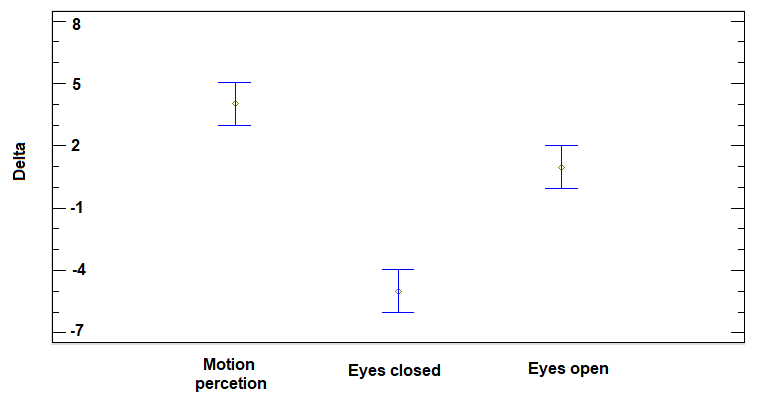 8
5
2
-1
-4
-7
Delta
Motion
percetion
Eyes closed
Eyes open